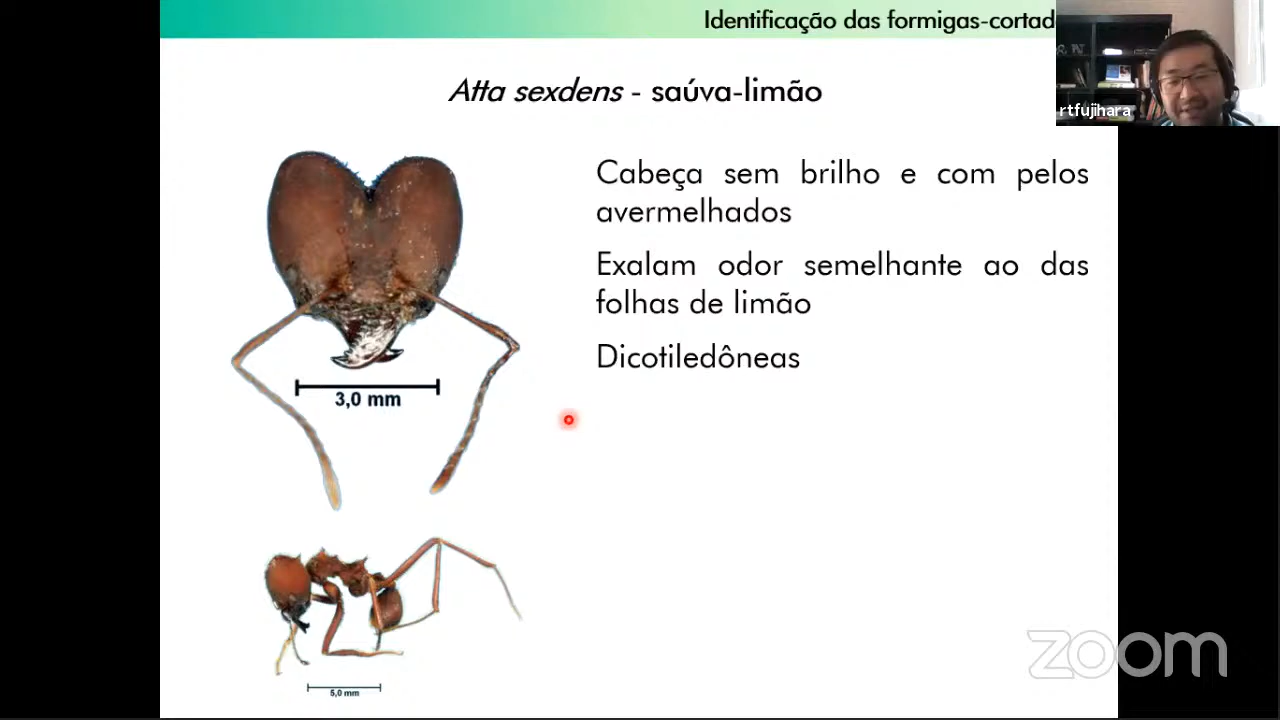 Identificação das formigas-cortad
rtfujihara
Atta sexdens - saúva-limão
Cabeça sem brilho e com pelos
avermelhados
Exalam odor semelhante ao das
folhas de limão
Dicotiledôneas
3,0 mm
5,0 mm
zoom